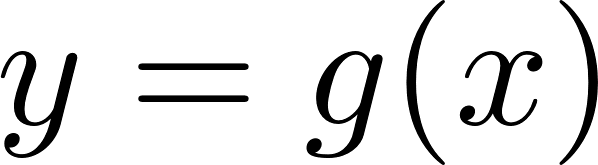 y = g(x)